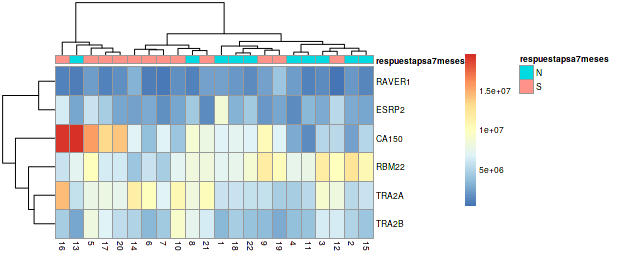 respuestapsa7meses
RAVER1
ESRP2
CA150
RBM22
TRA2A
TRA2B
16 13 5 17 20 14 6 7 10 8 21 1 18 22 9 19 4 11 3 12 2 15
1.5e+07
1e+07
5e+06
respuestapsa7meses
N
S